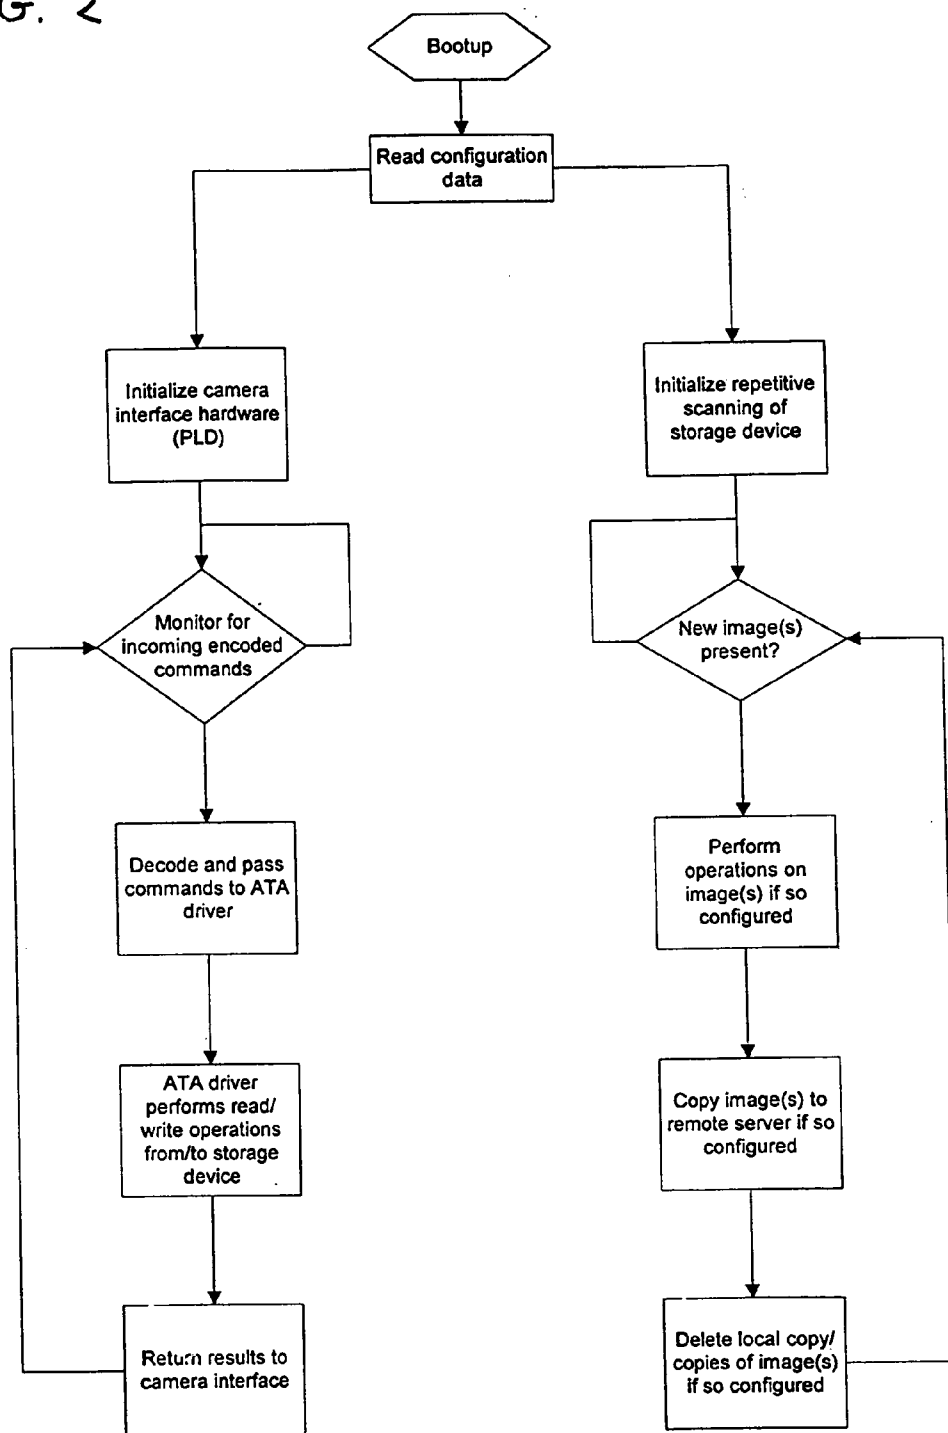 G. 2
Bootup
Read configuration
data
Initialize camera
interface hardware
(PLD)
Initialize repetitive
scanning of
storage device
Monitor for
incoming encoded
commands
New image(s)
present?
Decode and pass
commands to ATA
driver
Perform
operations on
image(s) if so
configured
ATA driver
performs read/
write operations
from/to storage
device
Copy image(s) to
remote server if so
configured
Return results to
camera interface
Delete local copy/
copies of image(s)
if so configured